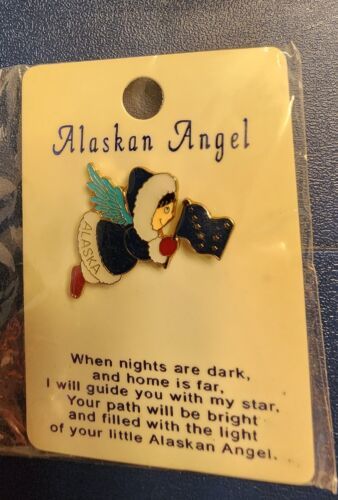 Alaskan Angel
ALASKA
When nights are dark,
and home is far,
I will guide you with my star.
Your path will be bright
and filled with the light
of your little Alaskan Angel.